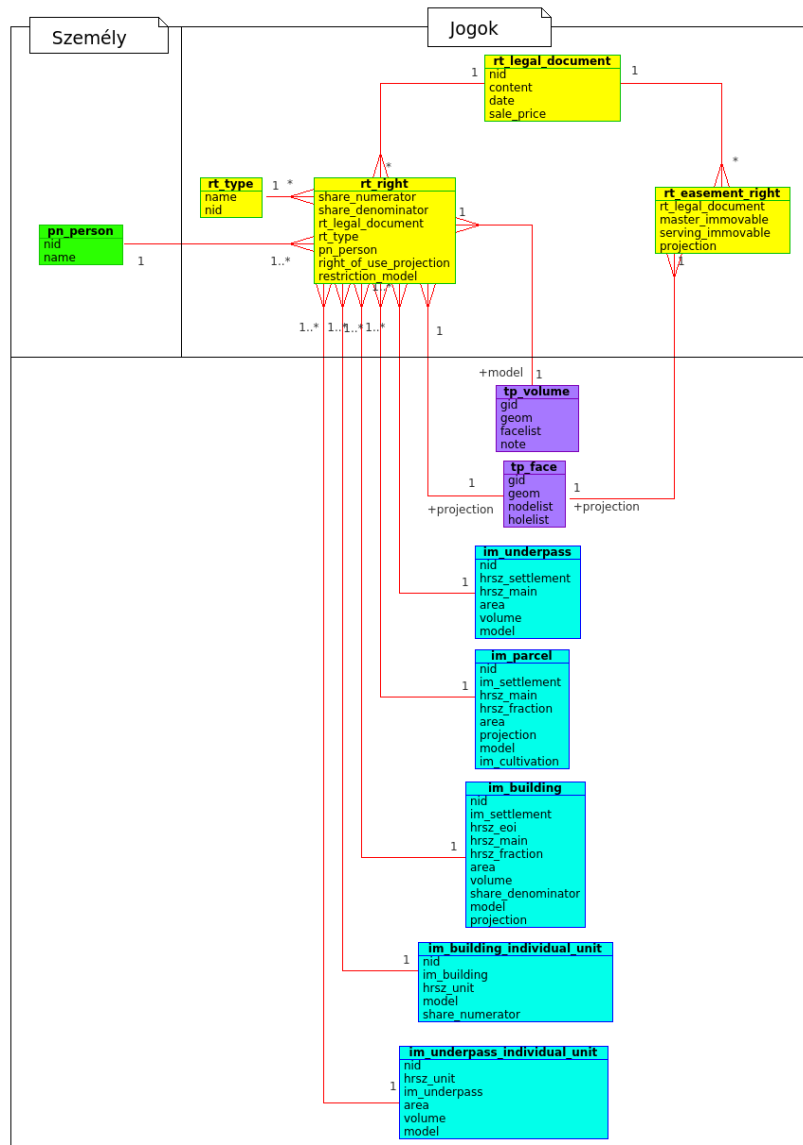 Személy
Jogok
rt_legal_document
nid
content
date
sale_price
1
1
*
*
rt_type
name
nid
1
*
rt_right
share_numerator
share_denominator
rt_legal_document
rt_type
pn_person
right_of_use_projection
restriction_model
1
rt_easement_right
rt_legal_document
master_immovable
serving_immovable
projection
1
pn_person
nid
name
1
1..*
1..*
1..*
1..*
1..*
1..*
1
+model
1
tp_volume
gid
geom
facelist
note
tp_face
gid
geom
nodelist
holelist
1
+projection
1
+projection
im_underpass
nid
hrsz_settlement
hrsz_main
area
volume
model
1
im_parcel
nid
im_settlement
hrsz_main
hrsz_fraction
area
projection
model
im_cultivation
1
im_building
nid
im_settlement
hrsz_eoi
hrsz_main
hrsz_fraction
area
volume
share_denominator
model
projection
1
im_building_individual_unit
nid
im_building
hrsz_unit
model
share_numerator
1
im_underpass_individual_unit
nid
hrsz_unit
im_underpass
area
volume
model
1